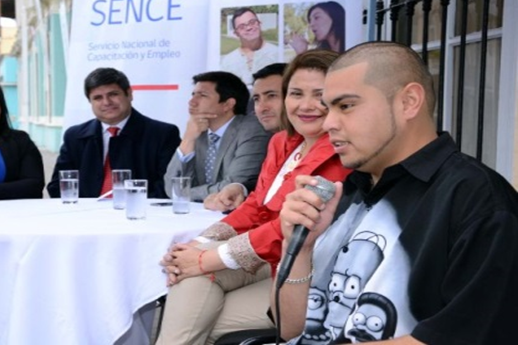 SENCE
Servicio Nacional de
Capacitación y Empleo